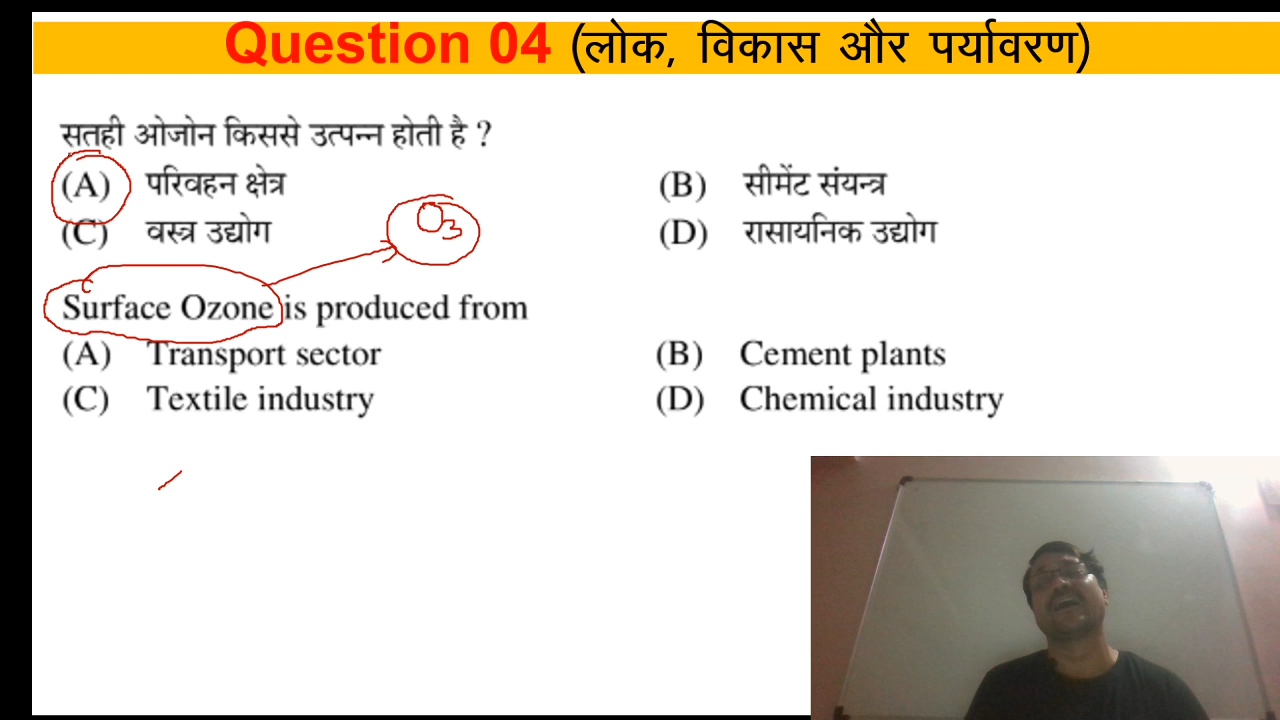 Question 04 (लोक, विकास और पर्यावरण)
सतही ओजोन किससे उत्पन्न होती है ?
(A) परिवहन क्षेत्र (B) सीमेंट संयन्त्र
(C) वस्त्र उद्योग (D) रासायनिक उद्योग
O3
Surface Ozone is produced from
(A) Transport sector (B) Cement plants
(C) Textile industry (D) Chemical industry